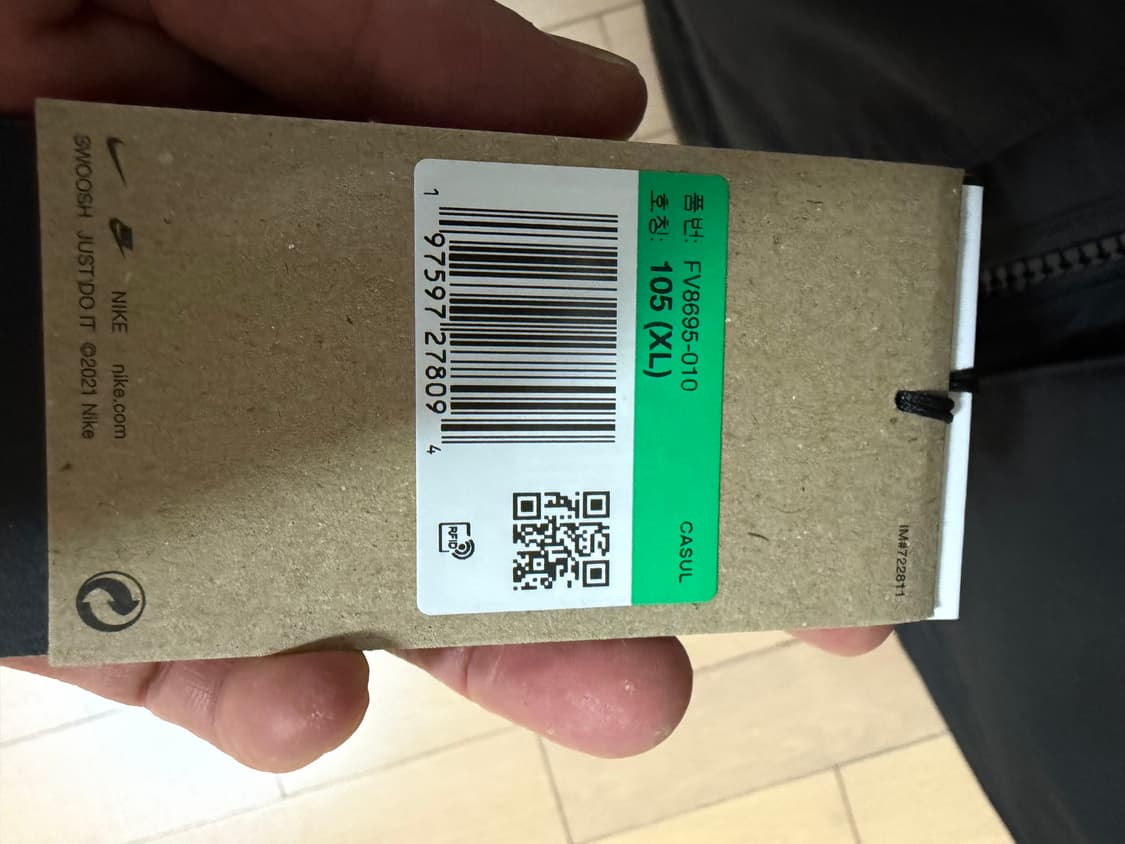 IM#722811
품번: FV8695-010
CASUL
호칭: 105 (XL)
1 97597 27809 4
RFID
NIKE nike.com
SWOOSH JUST DO IT ©2021 Nike